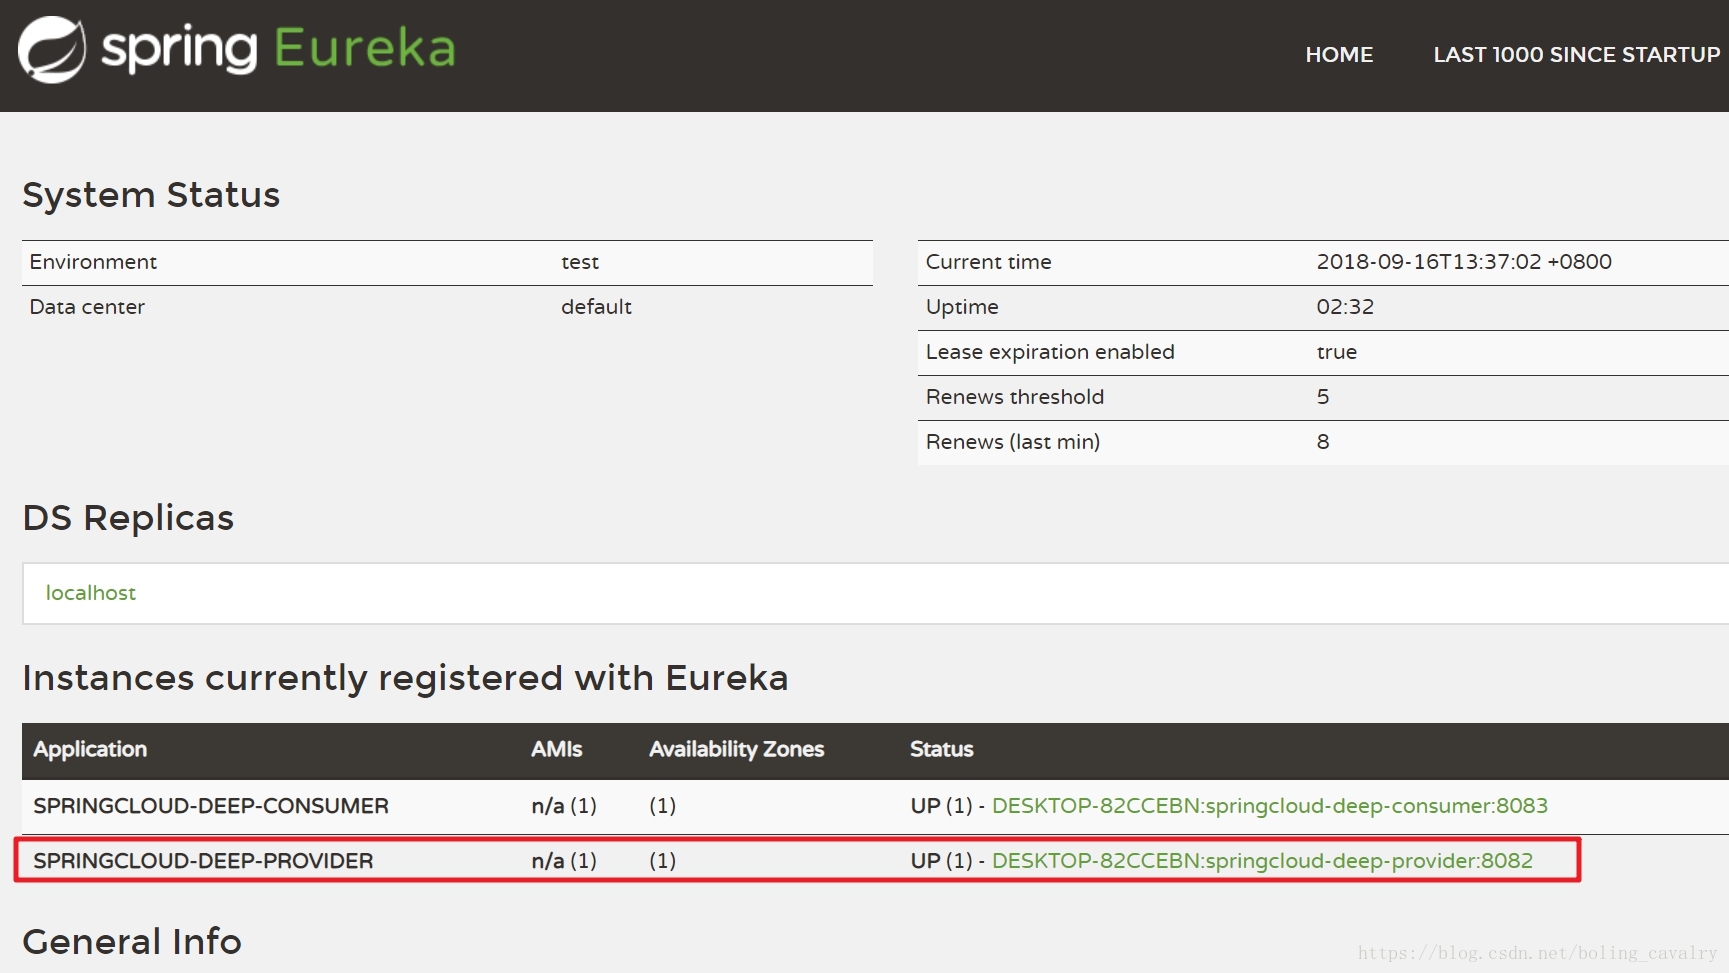 spring Eureka
HOME LAST 1000 SINCE STARTUP
System Status
Environment test
Data center default
Current time 2018-09-16T13:37:02 +0800
Uptime 02:32
Lease expiration enabled true
Renews threshold 5
Renews (last min) 8
DS Replicas
localhost
Instances currently registered with Eureka
Application AMIs Availability Zones Status
SPRINGCLOUD-DEEP-CONSUMER n/a (1) (1) UP (1) - DESKTOP-82CCEBN:springcloud-deep-consumer:8083
SPRINGCLOUD-DEEP-PROVIDER n/a (1) (1) UP (1) - DESKTOP-82CCEBN:springcloud-deep-provider:8082
General Info
https://blog.csdn.net/boling_cavalry